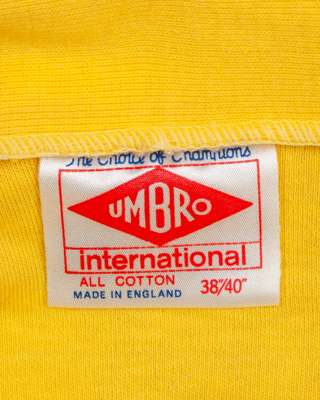 The Choice of Champions
UMBRO
international
ALL COTTON
MADE IN ENGLAND
38"/40"